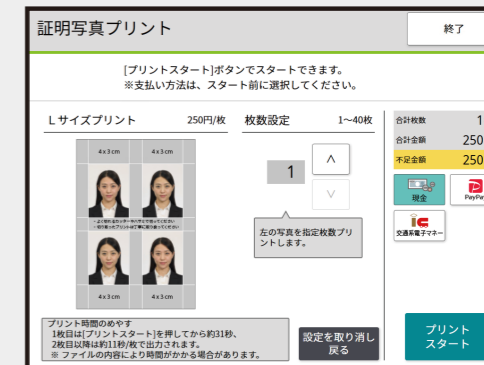 証明写真プリント
終了
[プリントスタート]ボタンでスタートできます。
※支払い方法は、スタート前に選択してください。
Lサイズプリント 250円/枚
枚数設定 1～40枚
合計枚数 1
合計金額 250
不足金額 250
4x3cm 4x3cm
1
現金
PayPay
交通系電子マネー
左の写真を指定枚数プリ
ントします。
4x3cm 4x3cm
プリント時間のめやす
1枚目は[プリントスタート]を押してから約31秒、
2枚目以降は約11秒/枚で出力されます。
※ ファイルの内容により時間がかかる場合があります。
設定を取り消し
戻る
プリント
スタート